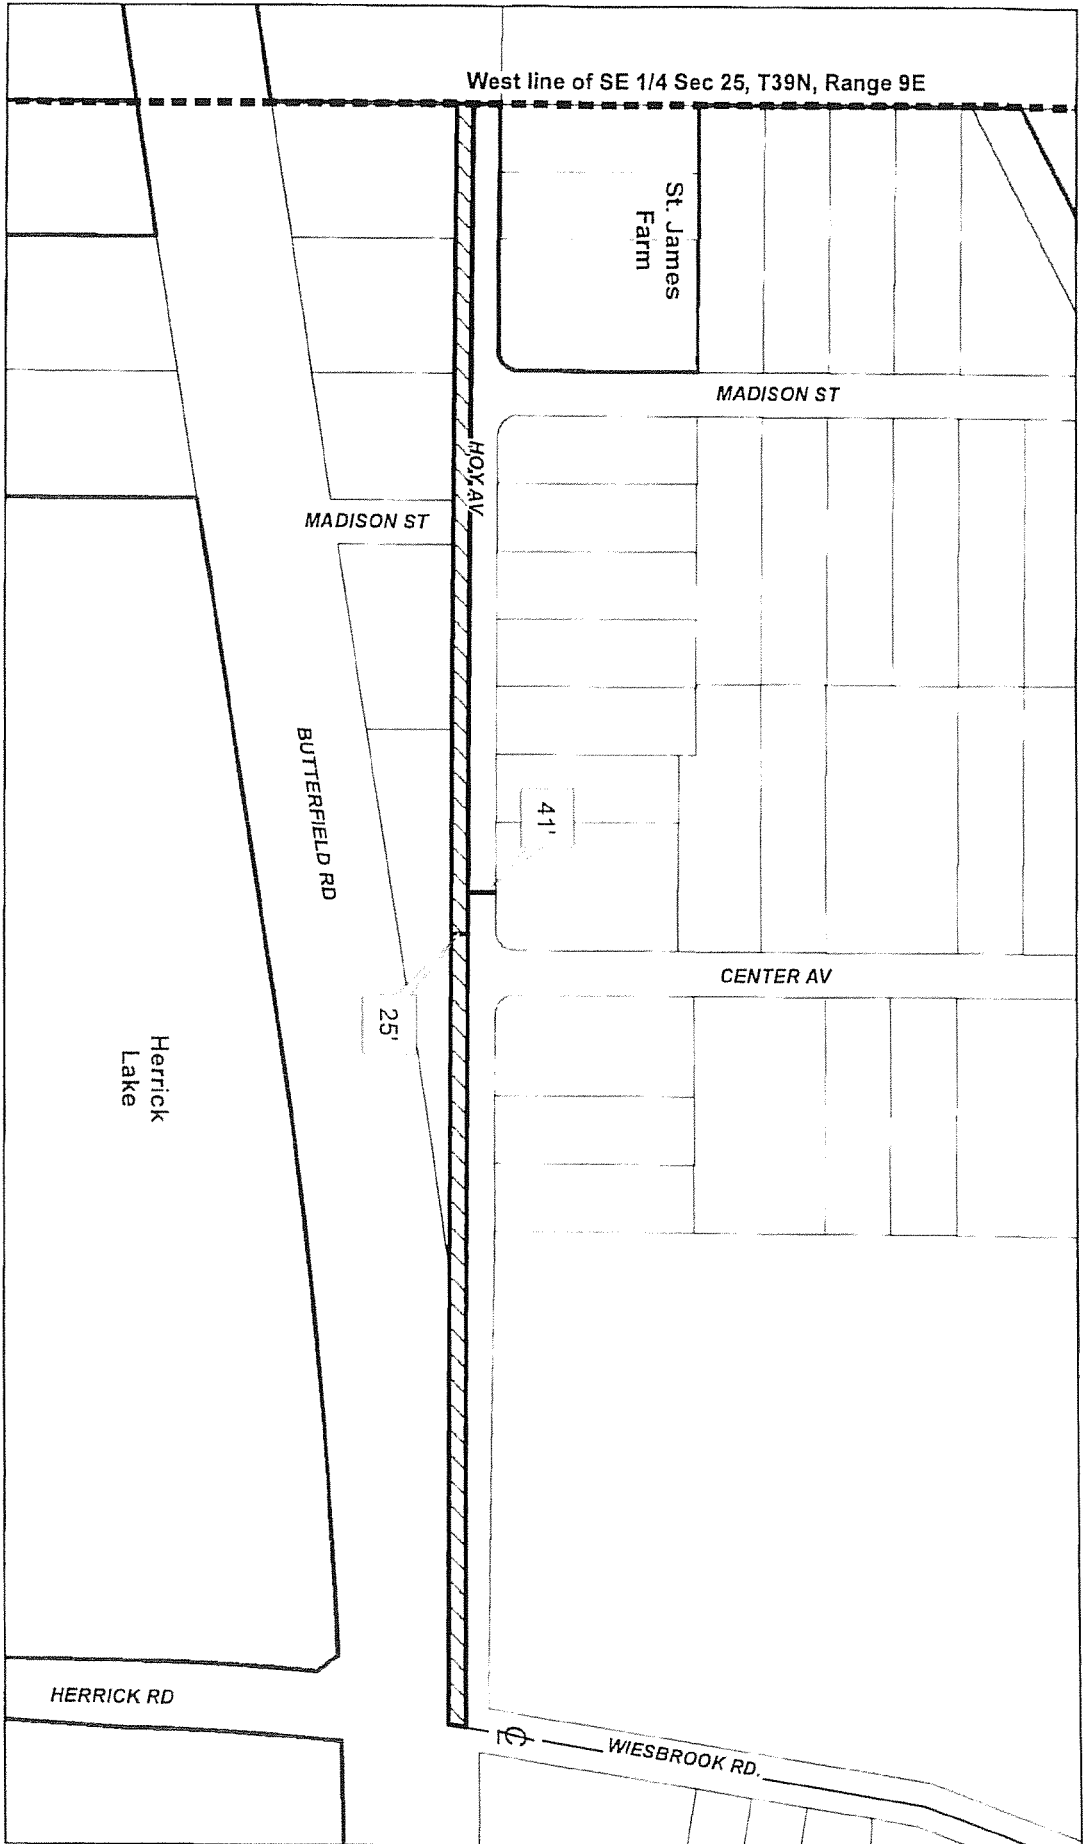 West line of SE 1/4 Sec 25, T39N, Range 9E
St. James
Farm
MADISON ST
HOY AV
MADISON ST
41'
BUTTERFIELD RD
CENTER AV
25'
Herrick
Lake
HERRICK RD
CL
WIESBROOK RD.